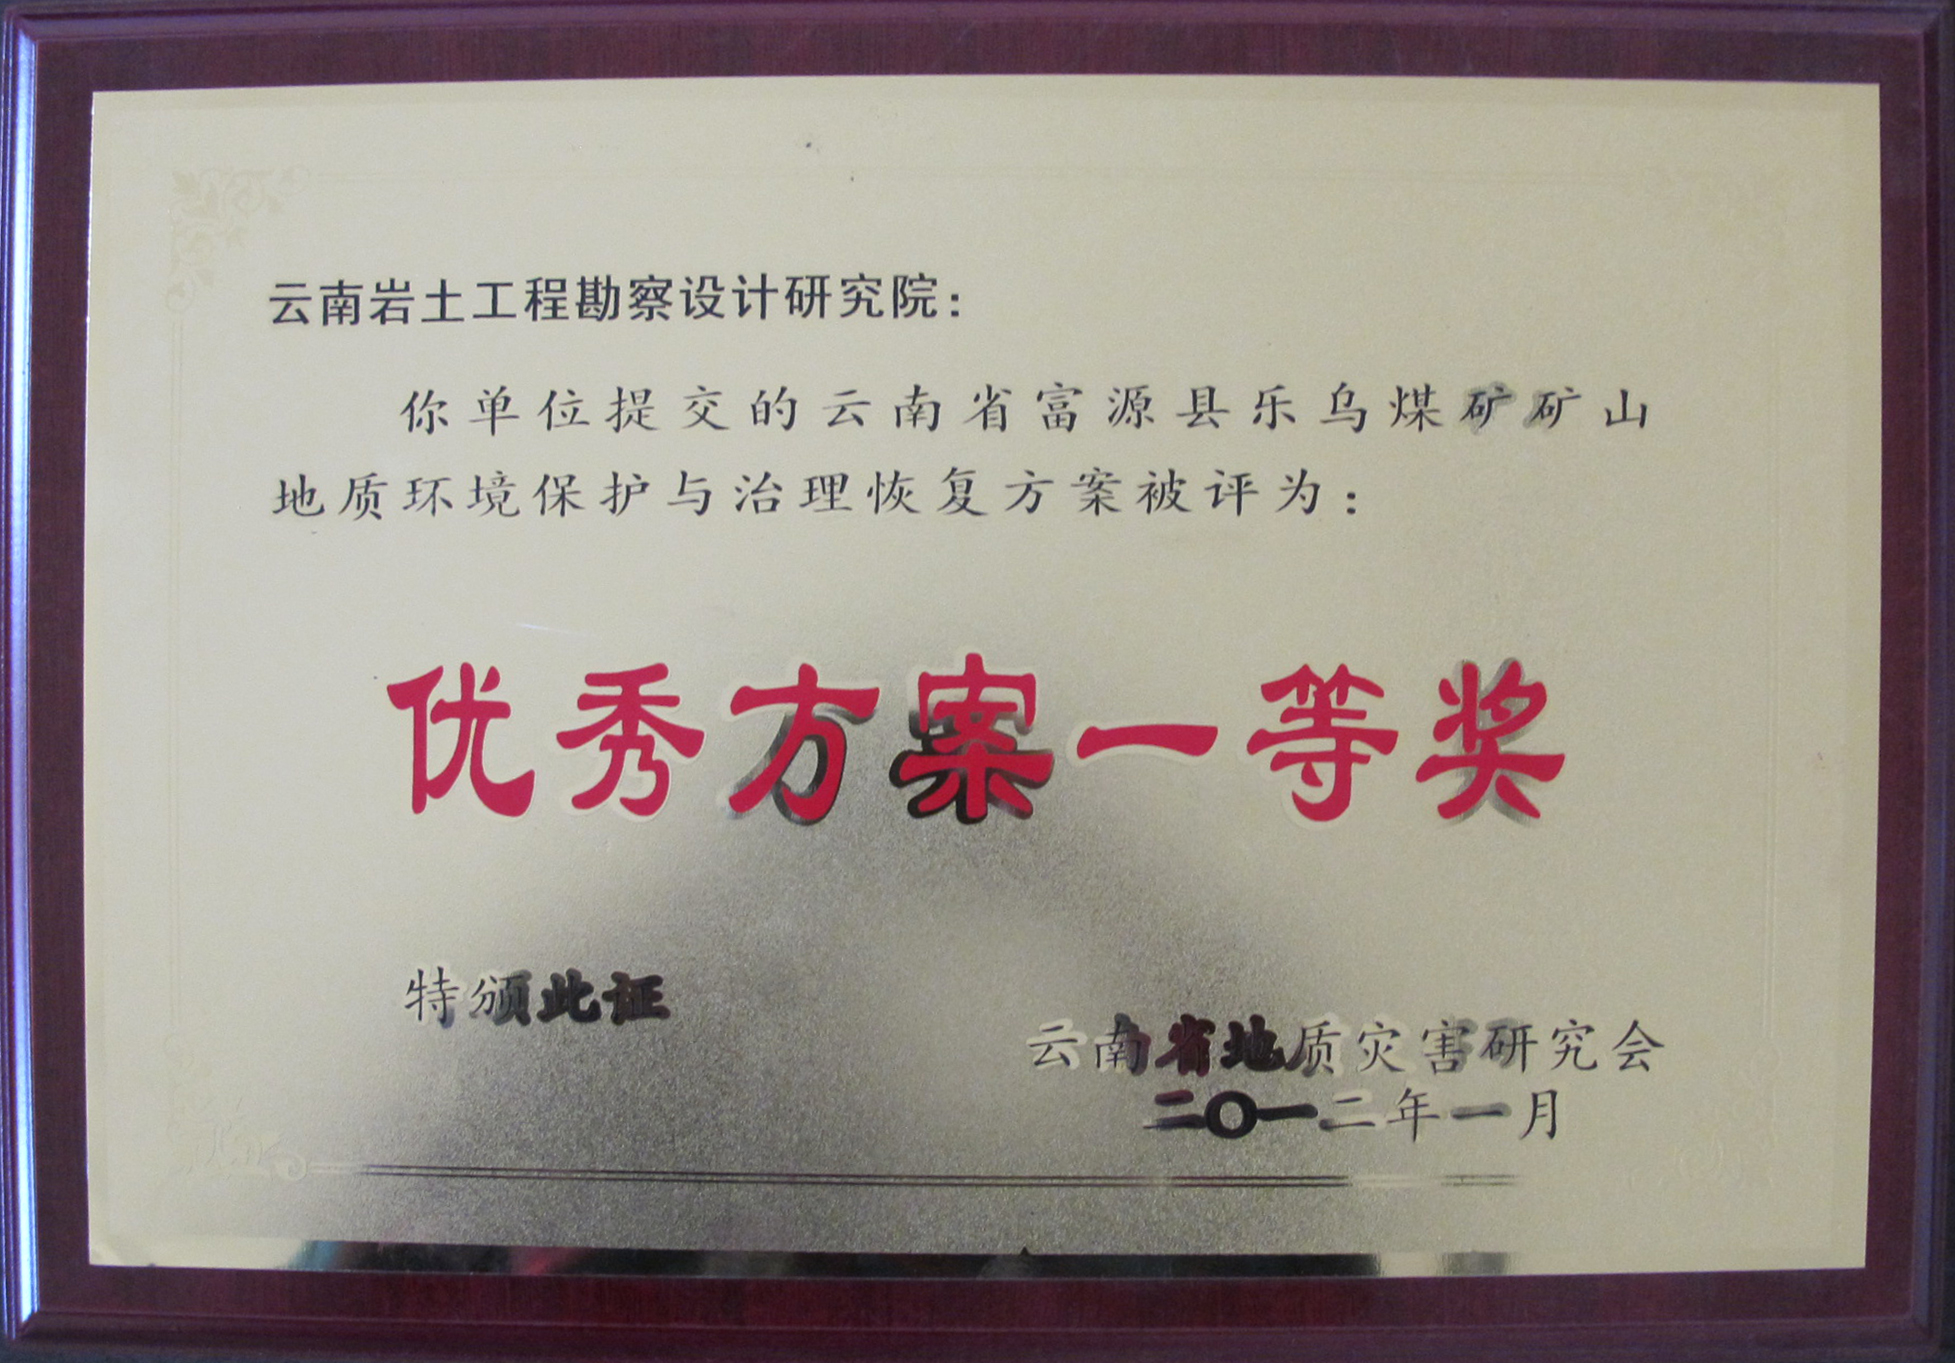 云南岩土工程勘察设计研究院：
你单位提交的云南省富源县乐乌煤矿矿山
地质环境保护与治理恢复方案被评为：
优秀方案一等奖
特颁此证
云南省地质灾害研究会
二〇一二年一月